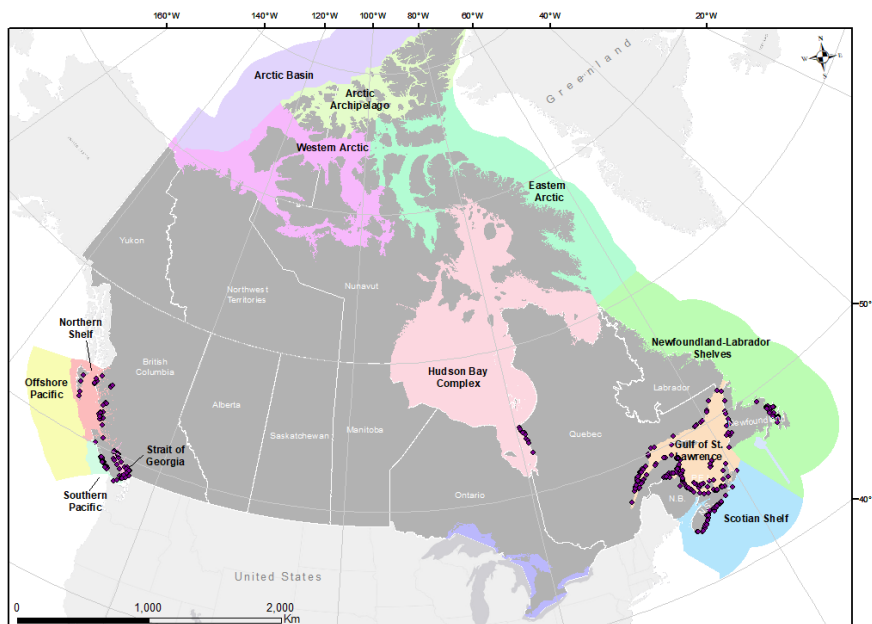 160°W
120°W
100°W
80°W
60°W
40°W
20°W
N
W
E
S
Arctic Basin
Greenland
Arctic
Archipelago
Western Arctic
Eastern
Arctic
Yukon
Northwest
Territories
Nunavut
50°
Northern
Shelf
Newfoundland-Labrador
Shelves
British
Columbia
Offshore
Pacific
Hudson Bay
Complex
Labrador
Alberta
Newfound
Saskatchewan
Manitoba
Quebec
Gulf of St.
Lawrence
Strait of
Georgia
Southern
Pacific
Ontario
N.B.
40°
Scotian Shelf
United States
0
1,000
2,000
Km